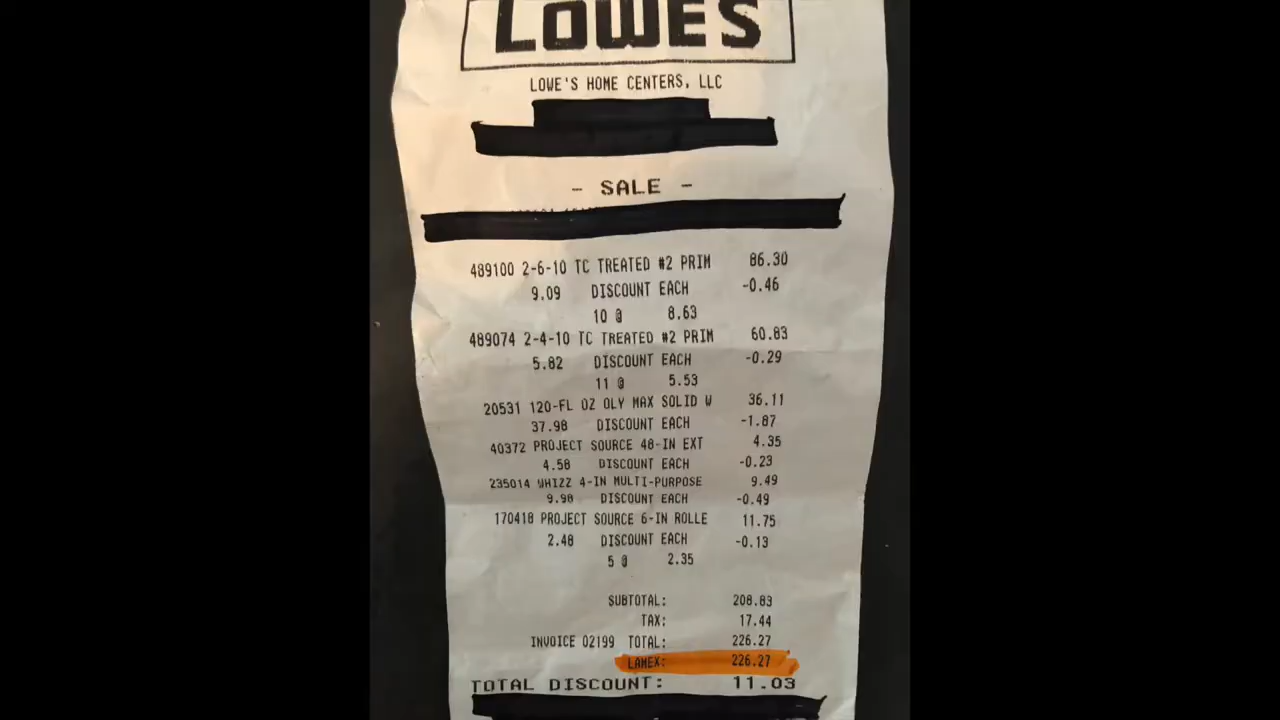 LOWES
LOWE'S HOME CENTERS, LLC
- SALE -
489100 2-6-10 TC TREATED #2 PRIM 86.30
9.09 DISCOUNT EACH -0.46
10 @ 8.63
489074 2-4-10 TC TREATED #2 PRIM 60.83
5.82 DISCOUNT EACH -0.29
11 @ 5.53
20531 120-FL OZ OLY MAX SOLID W 36.11
37.98 DISCOUNT EACH -1.87
40372 PROJECT SOURCE 48-IN EXT 4.35
4.58 DISCOUNT EACH -0.23
235014 WHIZZ 4-IN MULTI-PURPOSE 9.49
9.98 DISCOUNT EACH -0.49
170418 PROJECT SOURCE 6-IN ROLLE 11.75
2.48 DISCOUNT EACH -0.13
5 @ 2.35
SUBTOTAL: 208.83
TAX: 17.44
INVOICE 02199 TOTAL: 226.27
LAMEX: 226.27
TOTAL DISCOUNT: 11.03